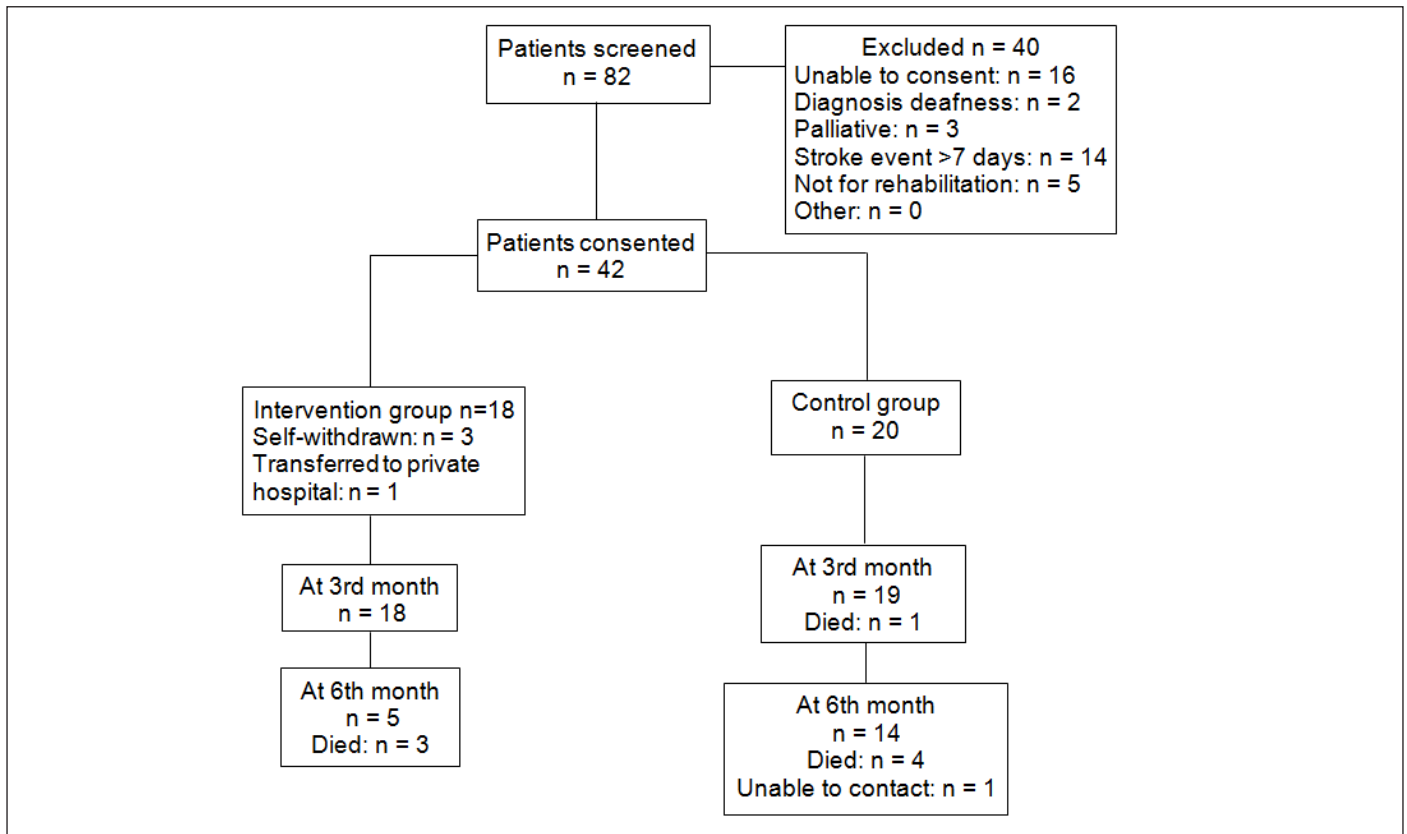 Patients screened
n = 82
Excluded n = 40
Unable to consent: n = 16
Diagnosis deafness: n = 2
Palliative: n = 3
Stroke event >7 days: n = 14
Not for rehabilitation: n = 5
Other: n = 0
Patients consented
n = 42
Intervention group n=18
Self-withdrawn: n = 3
Transferred to private
hospital: n = 1
Control group
n = 20
At 3rd month
n = 18
At 3rd month
n = 19
Died: n = 1
At 6th month
n = 5
Died: n = 3
At 6th month
n = 14
Died: n = 4
Unable to contact: n = 1